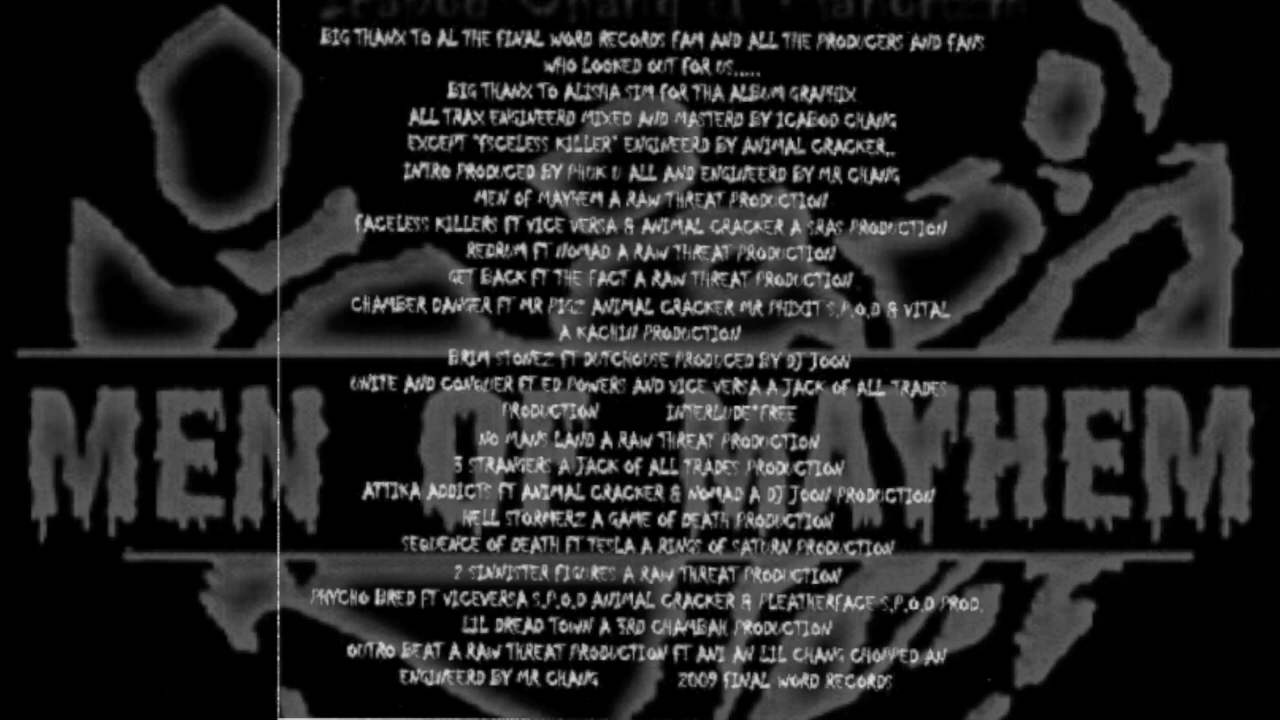 BIG THANX TO AL THE FINAL WORD RECORDS FAM AND ALL THE PRODUCERS AND FANS
WHO LOOKED OUT FOR US.....
BIG THANX TO ALISHA SIM FOR THA ALBUM GRAFFIX
ALL TRAX ENGINEERD MIXED AND MASTERD BY ICABOD CHANG
EXCEPT "FSCELESS KILLER" ENGINEERD BY ANIMAL CRACKER..
INTRO PRODUCED BY PHUK U ALL AND ENGINEERD BY MR CHANG
MEN OF MAYHEM A RAW THREAT PRODUCTION
FACELESS KILLERS FT VICE VERSA & ANIMAL CRACKER A SRAS PRODUCTION
REDRUM FT NOMAD A RAW THREAT PRODUCTION
GET BACK FT THE FACT A RAW THREAT PRODUCTION
CHAMBER DANGER FT MR PIGZ ANIMAL CRACKER MR PHIXIT S.P.O.D & VITAL
A KACHIN PRODUCTION
BRIM STONEZ FT DUTCHOUSE PRODUCED BY DJ JOON
UNITE AND CONQUER FT ED POWERS AND VICE VERSA A JACK OF ALL TRADES
PRODUCTION INTERLUDE*FREE
MEN OF MAYHEM
NO MANS LAND A RAW THREAT PRODUCTION
3 STRANGERS A JACK OF ALL TRADES PRODUCTION
ATTIKA ADDICTS FT ANIMAL CRACKER & NOMAD A DJ JOON PRODUCTION
HELL STORMERZ A GAME OF DEATH PRODUCTION
SEQUENCE OF DEATH FT TESLA A RINGS OF SATURN PRODUCTION
2 SINNISTER FIGURES A RAW THREAT PRODUCTION
PHYCHO BRED FT VICEVERSA S.P.O.D ANIMAL CRACKER & PLEATHERFACE S.P.O.D PROD.
LIL DREAD TOWN A 3RD CHAMBAH PRODUCTION
OUTRO BEAT A RAW THREAT PRODUCTION FT ANI AN LIL CHANG CHOPPED AN
ENGINEERD BY MR CHANG 2009 FINAL WORD RECORDS